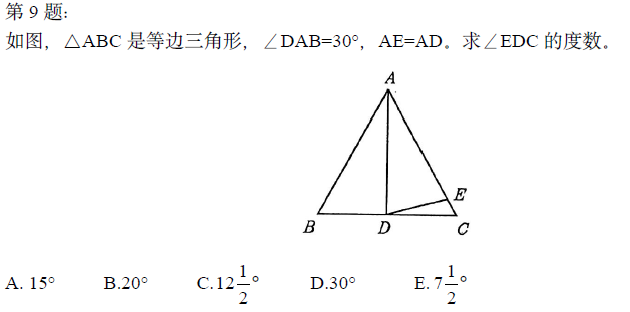 第 9 题:
如图，△ABC 是等边三角形，∠DAB=30°，AE=AD。求∠EDC 的度数。
A
E
B D C
A. 15° B.20° C.12 1/2° D.30° E. 7 1/2°